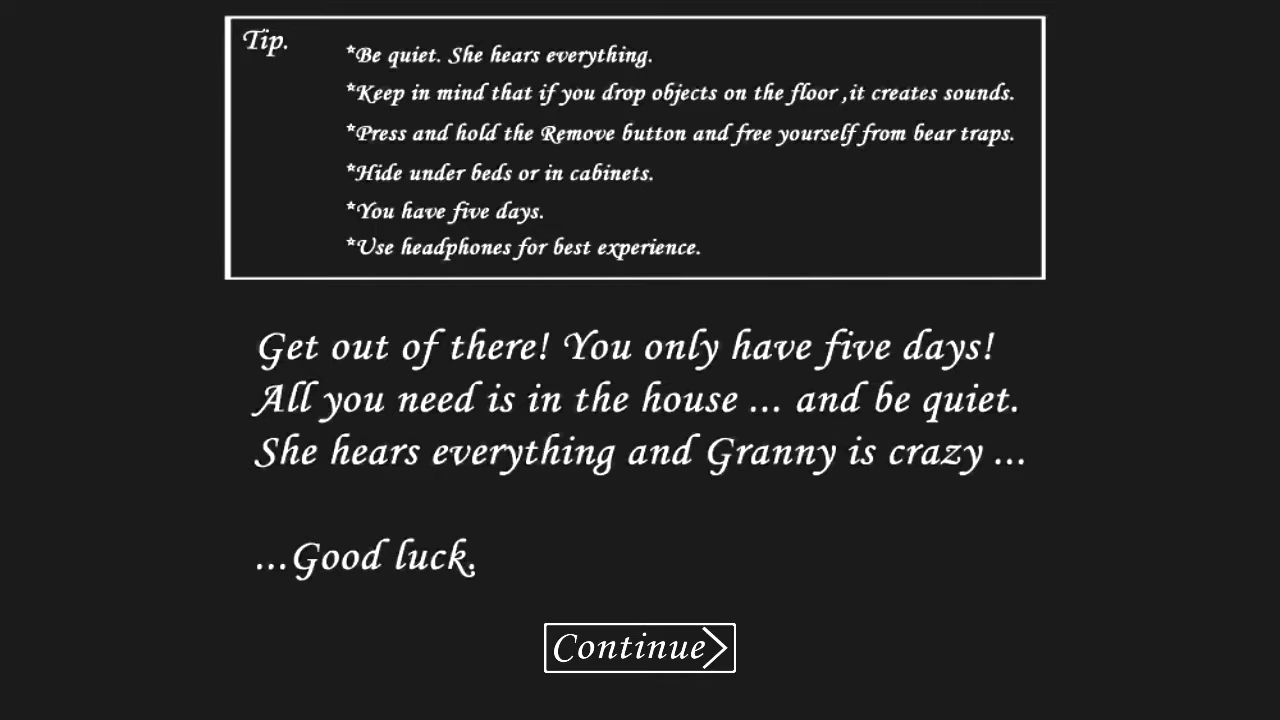 Tip.
*Be quiet. She hears everything.
*Keep in mind that if you drop objects on the floor ,it creates sounds.
*Press and hold the Remove button and free yourself from bear traps.
*Hide under beds or in cabinets.
*You have five days.
*Use headphones for best experience.
Get out of there! You only have five days!
All you need is in the house ... and be quiet.
She hears everything and Granny is crazy ...
...Good luck.
Continue>